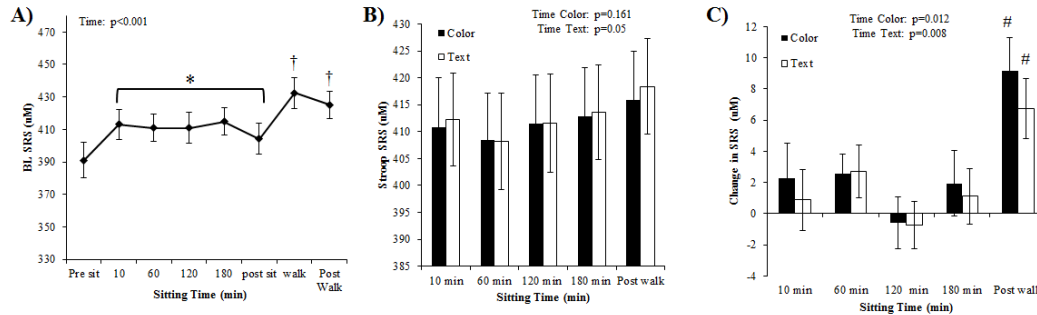 A)
Time: p<0.001
BL SRS (nM)
470
450
430
410
390
370
350
330
*
†
†
Pre sit 10 60 120 180 post sit walk Post Walk
Sitting Time (min)
B)
Time Color: p=0.161
Time Text: p=0.05
Color
Text
Stroop SRS (nM)
430
425
420
415
410
405
400
395
390
385
10 min 60 min 120 min 180 min Post walk
Sitting Time (min)
C)
Time Color: p=0.012
Time Text: p=0.008
Color
Text
#
#
Change in SRS (nM)
12
10
8
6
4
2
0
-2
-4
10 min 60 min 120 min 180 min Post walk
Sitting Time (min)